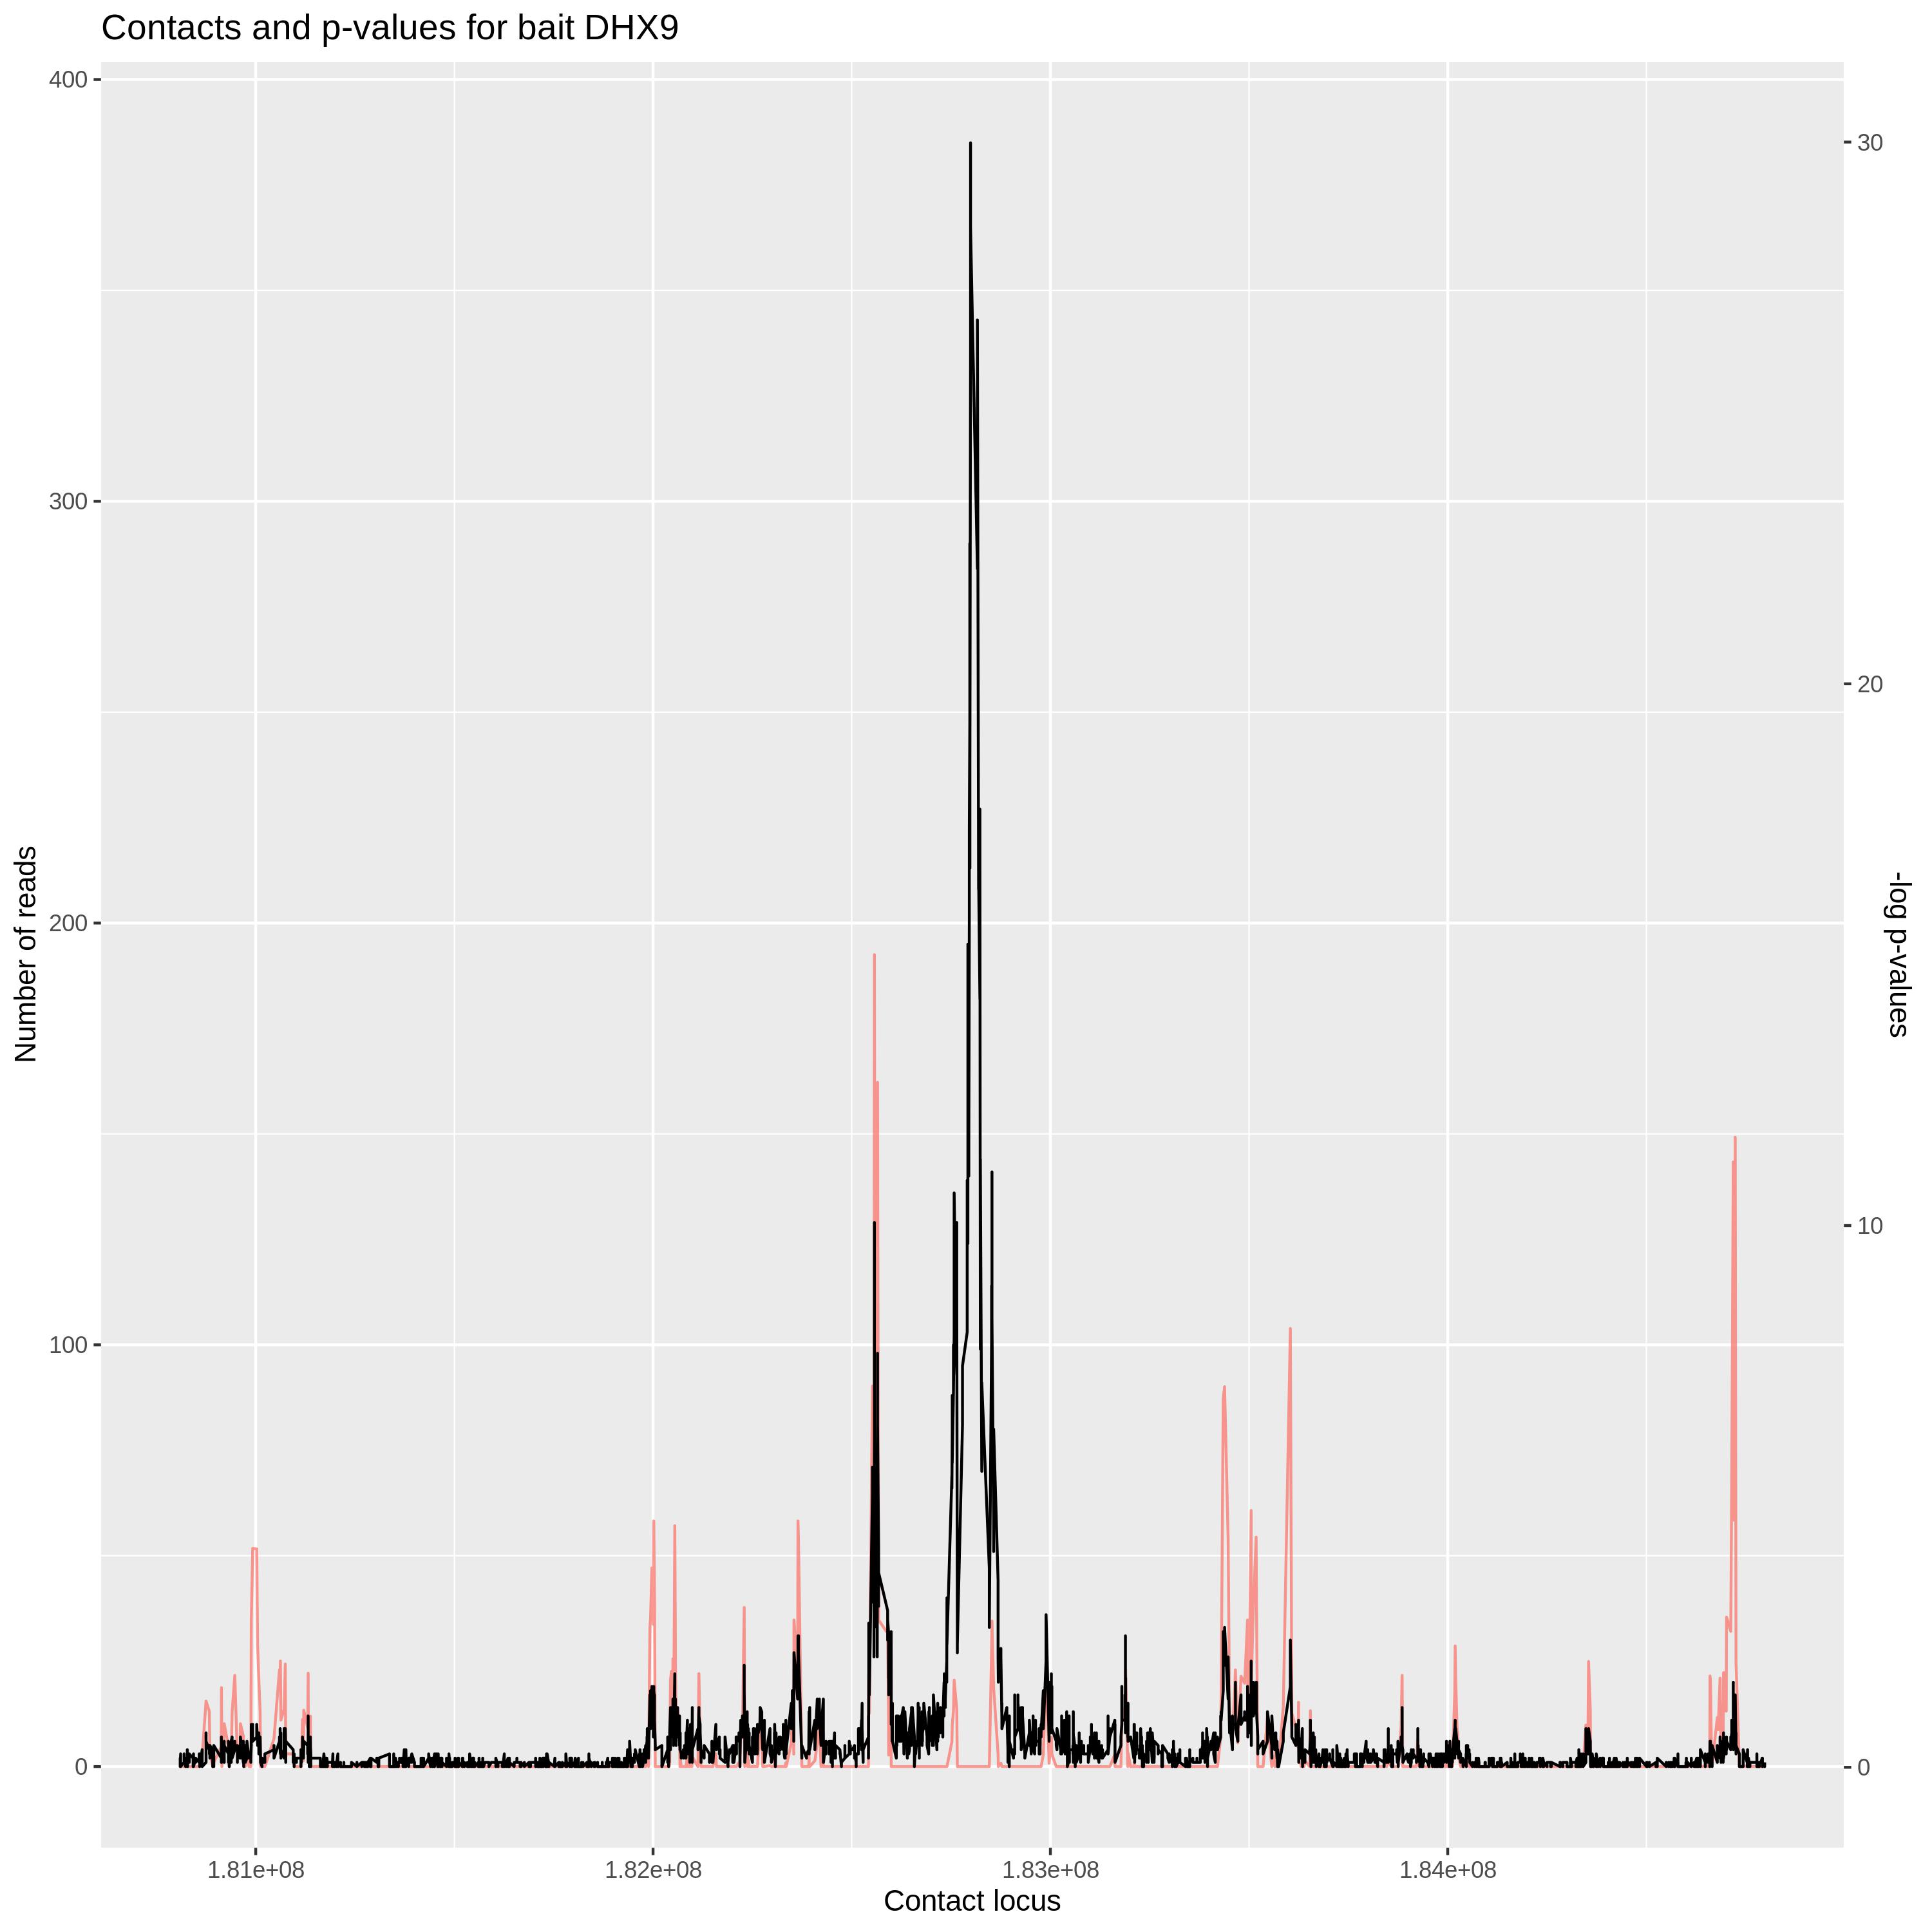 Contacts and p-values for bait DHX9
400
300
200
100
0
Number of reads
30
20
10
0
-log p-values
1.81e+08
1.82e+08
1.83e+08
1.84e+08
Contact locus